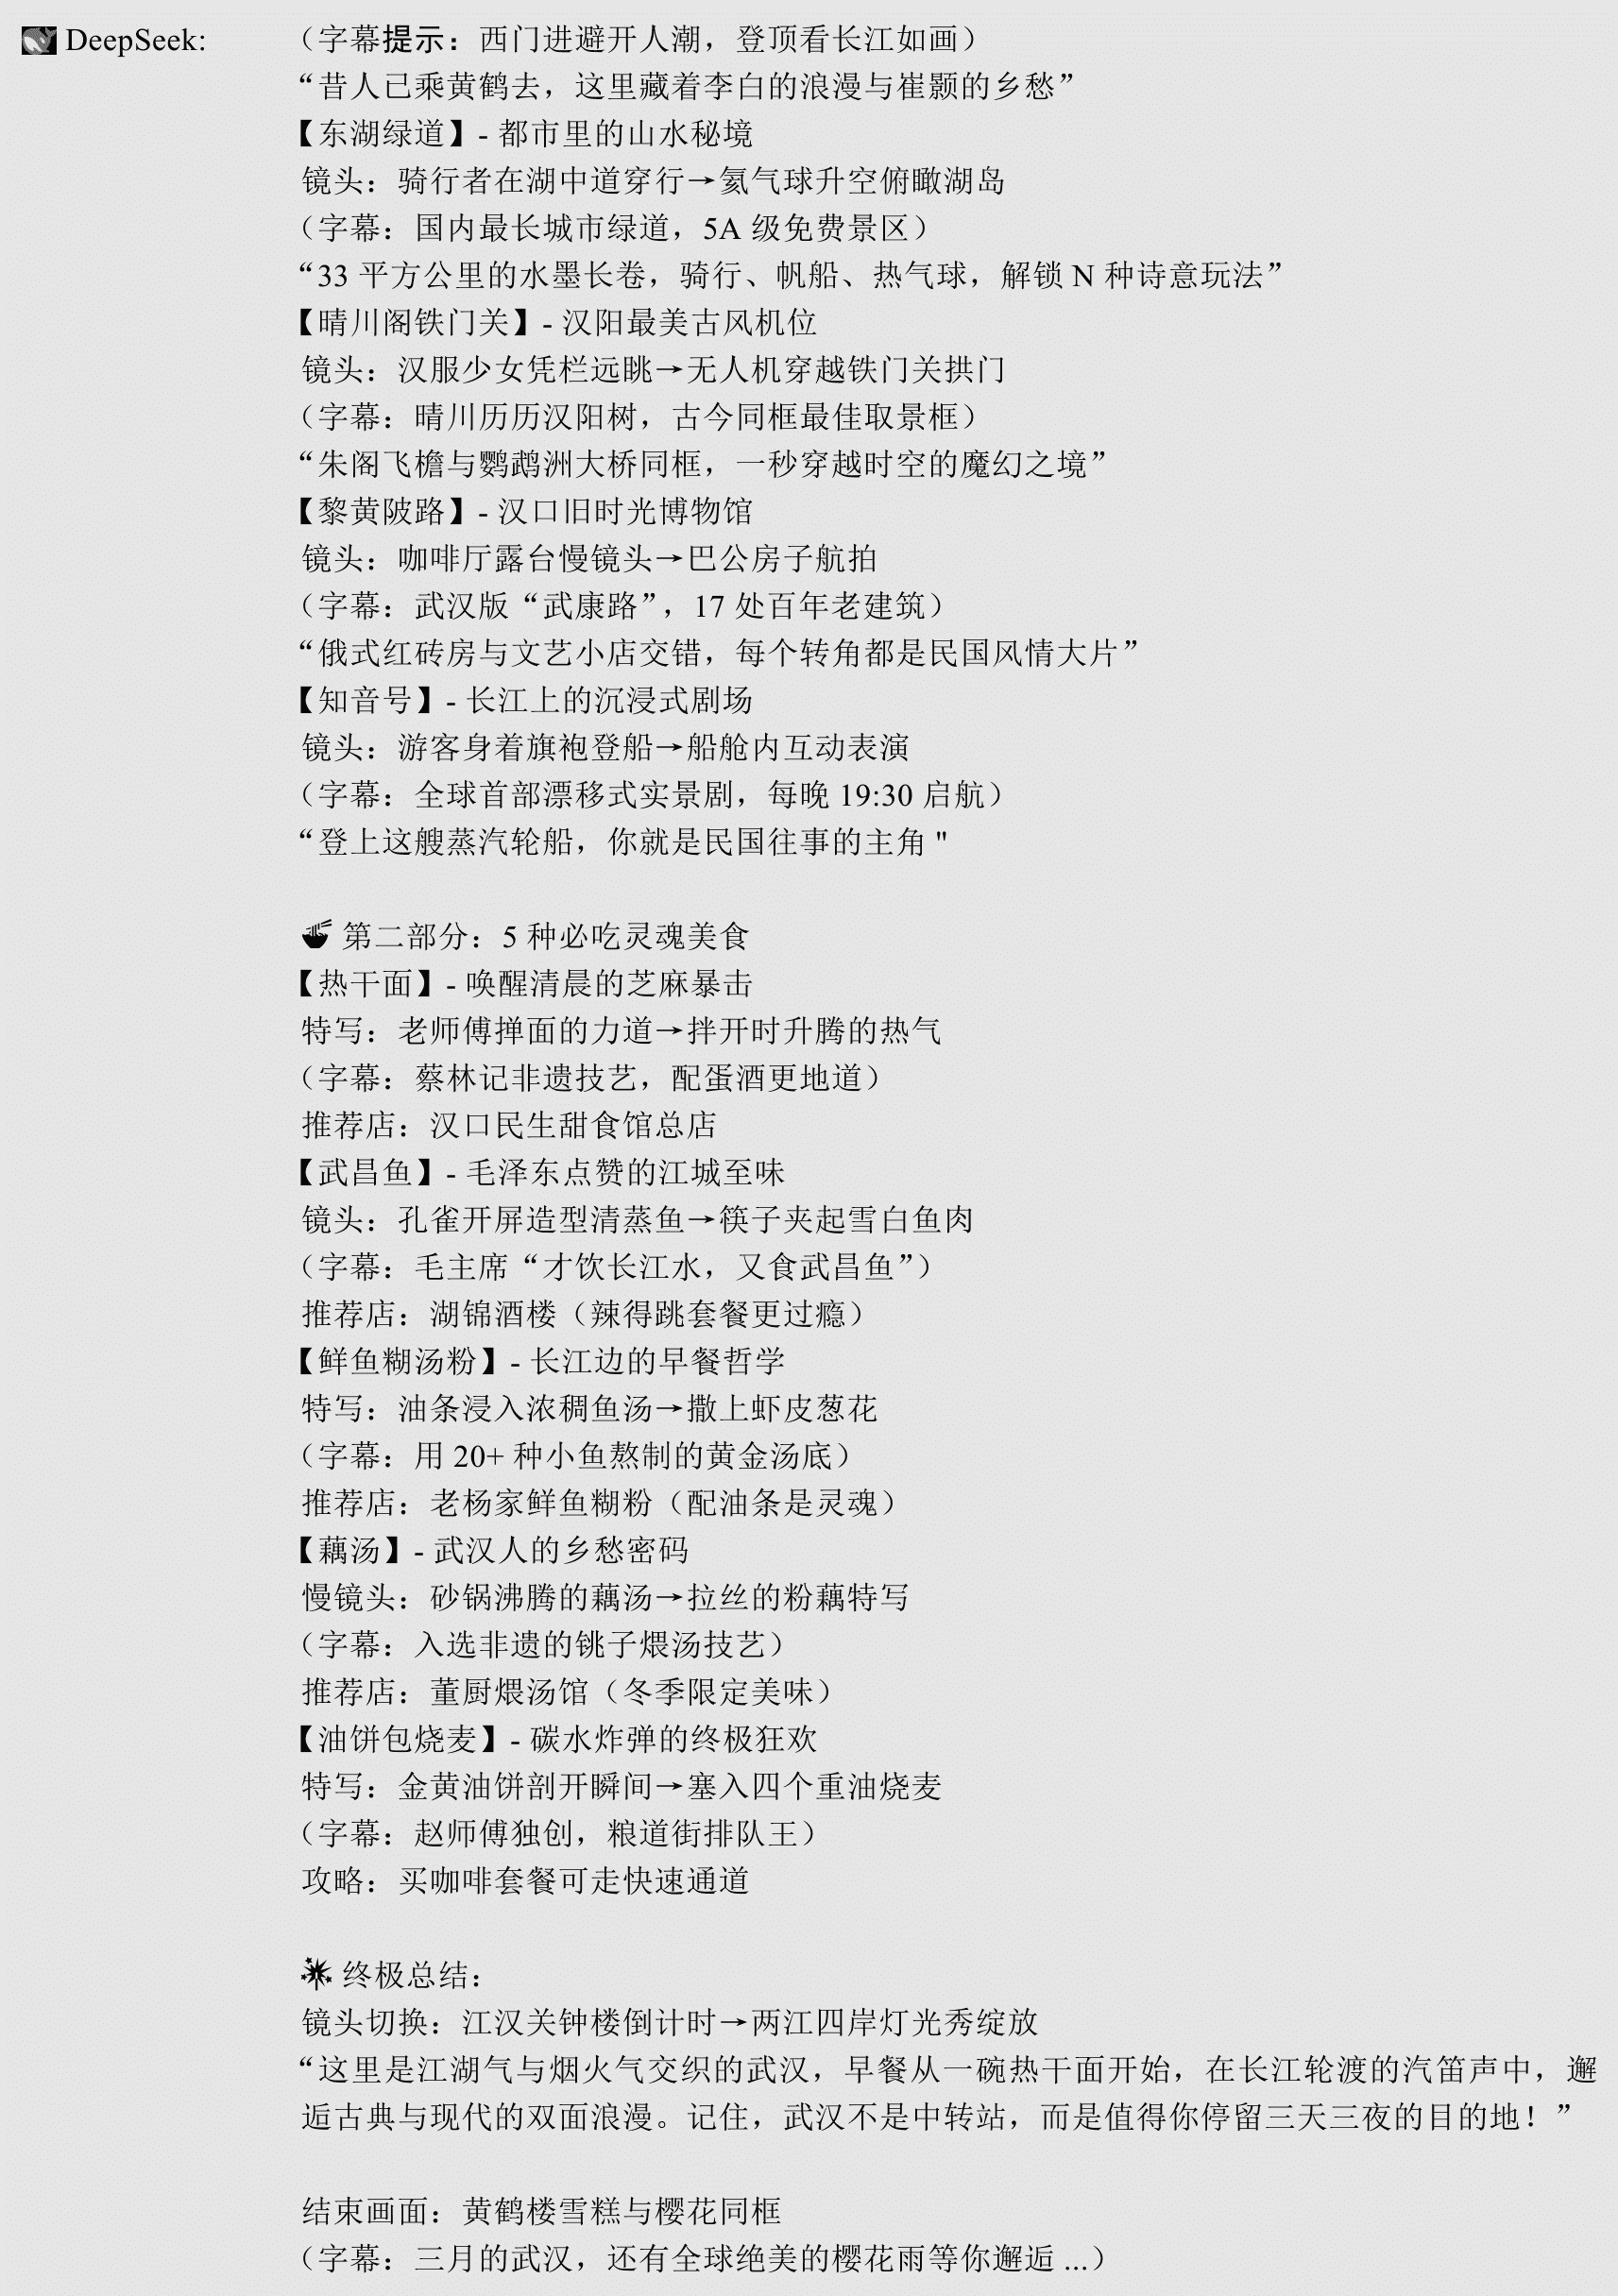 DeepSeek: （字幕提示：西门进避开人潮，登顶看长江如画）
“昔人已乘黄鹤去，这里藏着李白的浪漫与崔颢的乡愁”
【东湖绿道】- 都市里的山水秘境
镜头：骑行者在湖中道穿行→氦气球升空俯瞰湖岛
（字幕：国内最长城市绿道，5A 级免费景区）
“33 平方公里的水墨长卷，骑行、帆船、热气球，解锁 N 种诗意玩法”
【晴川阁铁门关】- 汉阳最美古风机位
镜头：汉服少女凭栏远眺→无人机穿越铁门关拱门
（字幕：晴川历历汉阳树，古今同框最佳取景框）
“朱阁飞檐与鹦鹉洲大桥同框，一秒穿越时空的魔幻之境”
【黎黄陂路】- 汉口旧时光博物馆
镜头：咖啡厅露台慢镜头→巴公房子航拍
（字幕：武汉版“武康路”，17 处百年老建筑）
“俄式红砖房与文艺小店交错，每个转角都是民国风情大片”
【知音号】- 长江上的沉浸式剧场
镜头：游客身着旗袍登船→船舱内互动表演
（字幕：全球首部漂移式实景剧，每晚 19:30 启航）
“登上这艘蒸汽轮船，你就是民国往事的主角 "
第二部分：5 种必吃灵魂美食
【热干面】- 唤醒清晨的芝麻暴击
特写：老师傅掸面的力道→拌开时升腾的热气
（字幕：蔡林记非遗技艺，配蛋酒更地道）
推荐店：汉口民生甜食馆总店
【武昌鱼】- 毛泽东点赞的江城至味
镜头：孔雀开屏造型清蒸鱼→筷子夹起雪白鱼肉
（字幕：毛主席“才饮长江水，又食武昌鱼”）
推荐店：湖锦酒楼（辣得跳套餐更过瘾）
【鲜鱼糊汤粉】- 长江边的早餐哲学
特写：油条浸入浓稠鱼汤→撒上虾皮葱花
（字幕：用 20+ 种小鱼熬制的黄金汤底）
推荐店：老杨家鲜鱼糊粉（配油条是灵魂）
【藕汤】- 武汉人的乡愁密码
慢镜头：砂锅沸腾的藕汤→拉丝的粉藕特写
（字幕：入选非遗的铫子煨汤技艺）
推荐店：董厨煨汤馆（冬季限定美味）
【油饼包烧麦】- 碳水炸弹的终极狂欢
特写：金黄油饼剖开瞬间→塞入四个重油烧麦
（字幕：赵师傅独创，粮道街排队王）
攻略：买咖啡套餐可走快速通道
终极总结：
镜头切换：江汉关钟楼倒计时→两江四岸灯光秀绽放
“这里是江湖气与烟火气交织的武汉，早餐从一碗热干面开始，在长江轮渡的汽笛声中，邂
逅古典与现代的双面浪漫。记住，武汉不是中转站，而是值得你停留三天三夜的目的地！”
结束画面：黄鹤楼雪糕与樱花同框
（字幕：三月的武汉，还有全球绝美的樱花雨等你邂逅 ...）